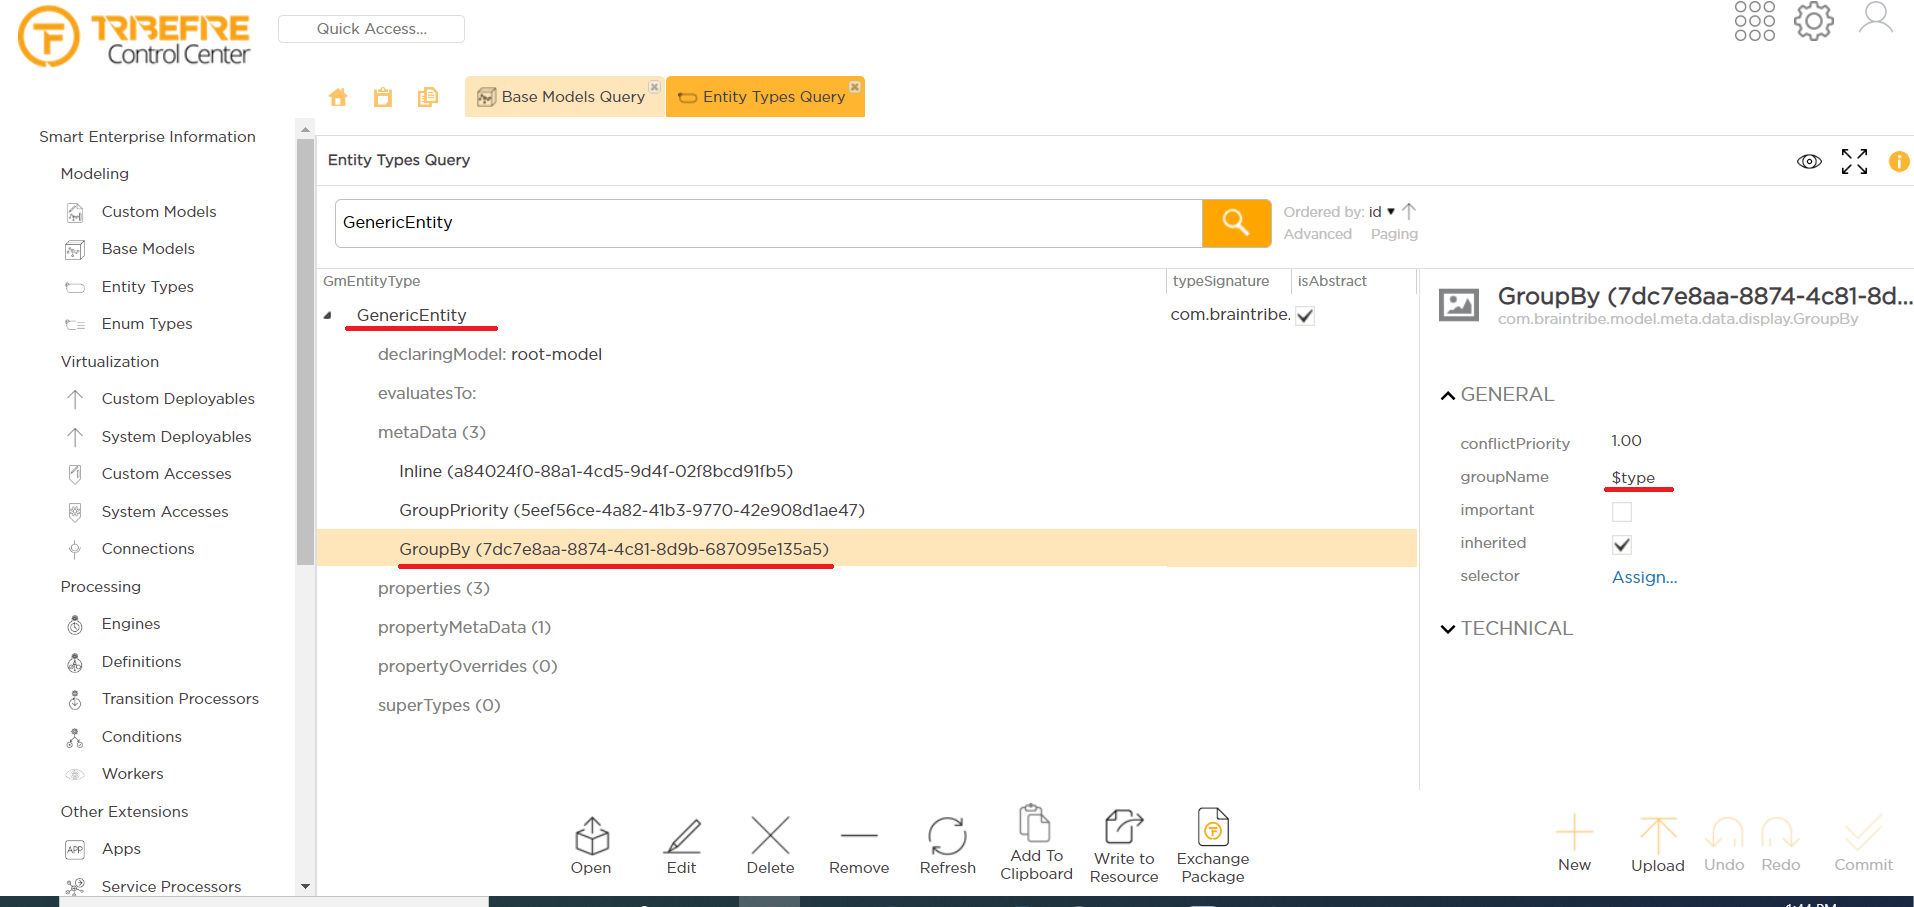 TRIBEFIRE
Control Center
Quick Access...
Base Models Query
Entity Types Query
Smart Enterprise Information
Modeling
Custom Models
Base Models
Entity Types
Enum Types
Virtualization
Custom Deployables
System Deployables
Custom Accesses
System Accesses
Connections
Processing
Engines
Definitions
Transition Processors
Conditions
Workers
Other Extensions
APP
Apps
Service Processors
Entity Types Query
GenericEntity
Ordered by: id
Advanced Paging
GmEntityType typeSignature isAbstract
GenericEntity com.braintribe.
declaringModel: root-model
evaluatesTo:
metaData (3)
Inline (a84024f0-88a1-4cd5-9d4f-02f8bcd91fb5)
GroupPriority (5eef56ce-4a82-41b3-9770-42e908d1ae47)
GroupBy (7dc7e8aa-8874-4c81-8d9b-687095e135a5)
properties (3)
propertyMetaData (1)
propertyOverrides (0)
superTypes (0)
GroupBy (7dc7e8aa-8874-4c81-8d...
com.braintribe.model.meta.data.display.GroupBy
GENERAL
conflictPriority 1.00
groupName $type
important
inherited
selector Assign...
TECHNICAL
Open
Edit
Delete
Remove
Refresh
Add To
Clipboard
Write to
Resource
Exchange
Package
New
Upload
Undo
Redo
Commit